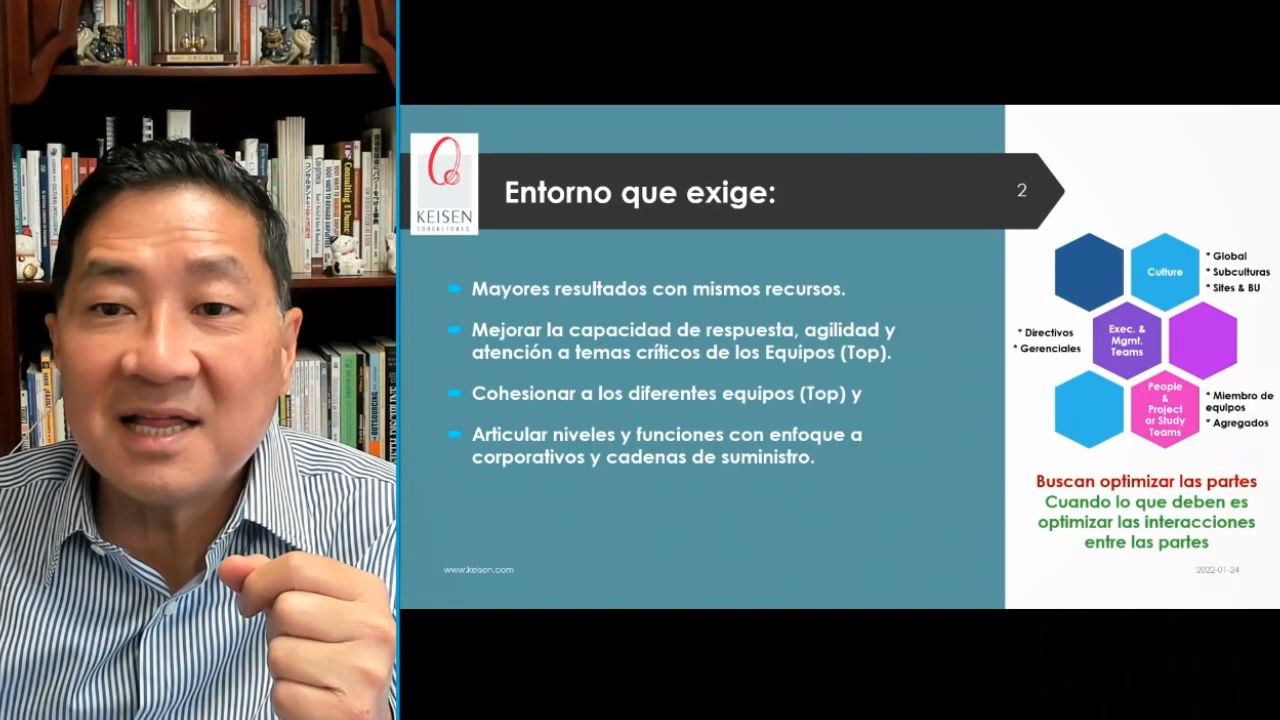 KEISEN
CONSULTORES
Entorno que exige:
2
Mayores resultados con mismos recursos.
Mejorar la capacidad de respuesta, agilidad y
atención a temas críticos de los Equipos (Top).
Cohesionar a los diferentes equipos (Top) y
Articular niveles y funciones con enfoque a
corporativos y cadenas de suministro.
www.keisen.com
Culture
* Global
* Subculturas
* Sites & BU
* Directivos
* Gerenciales
Exec. &
Mgmt.
Teams
People
&
Project
or Study
Teams
* Miembro de
equipos
* Agregados
Buscan optimizar las partes
Cuando lo que deben es
optimizar las interacciones
entre las partes
2022-01-24
The Consulting
OUTSOURCING